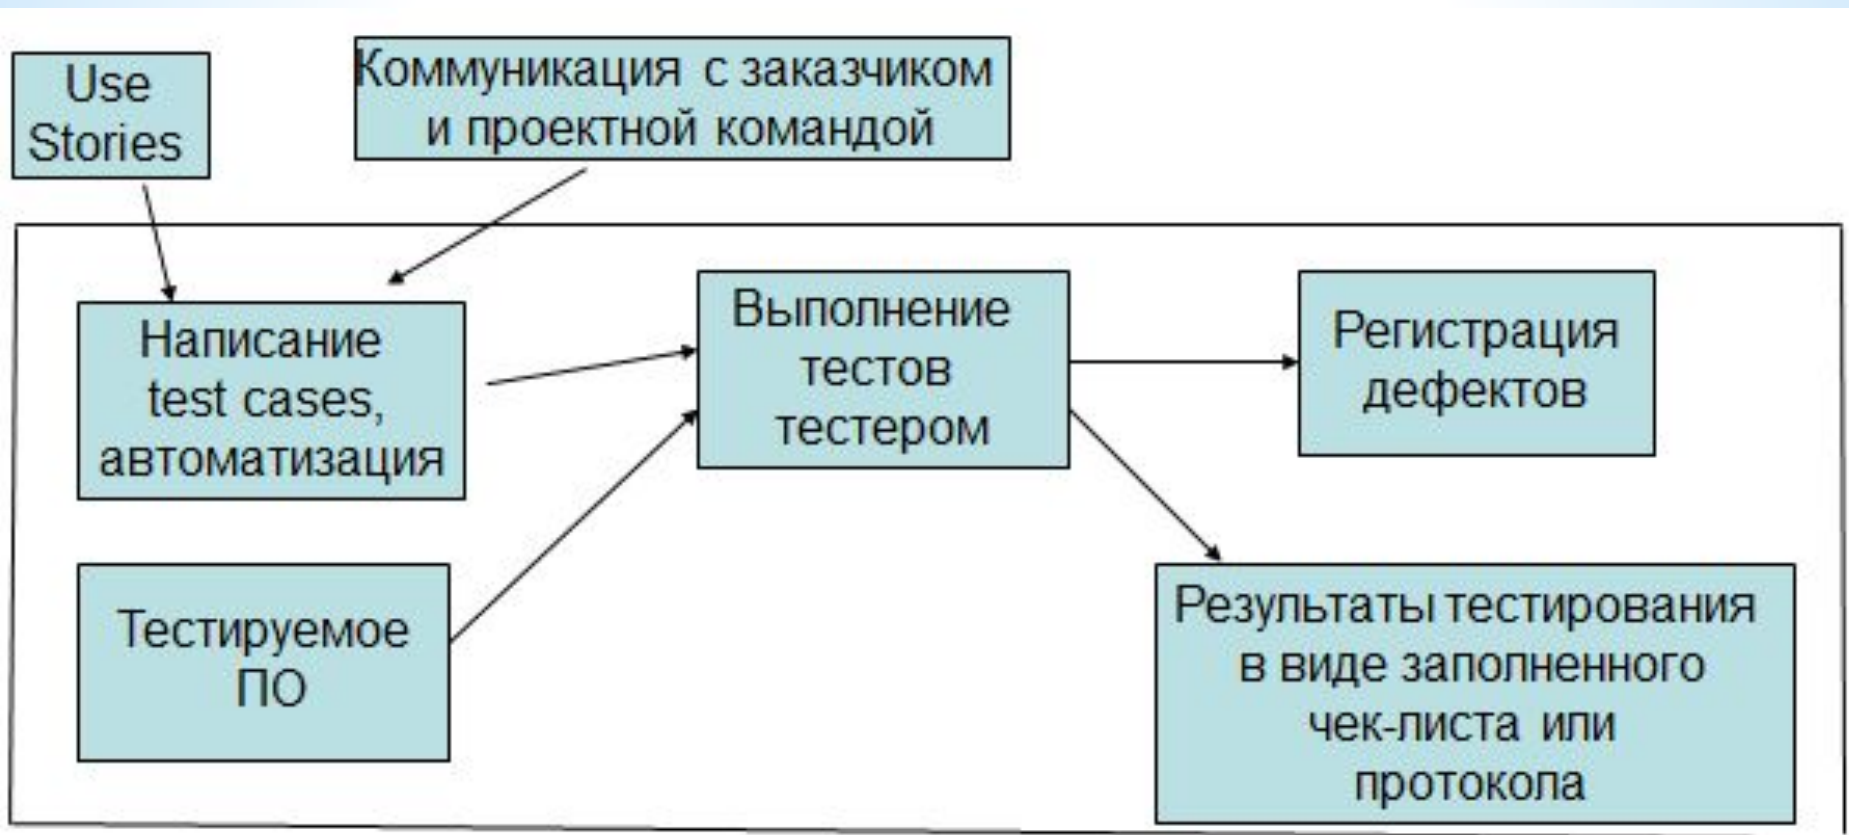 Use
Stories
Коммуникация с заказчиком
и проектной командой
Написание
test cases,
автоматизация
Выполнение
тестов
тестером
Регистрация
дефектов
Тестируемое
ПО
Результаты тестирования
в виде заполненного
чек-листа или
протокола